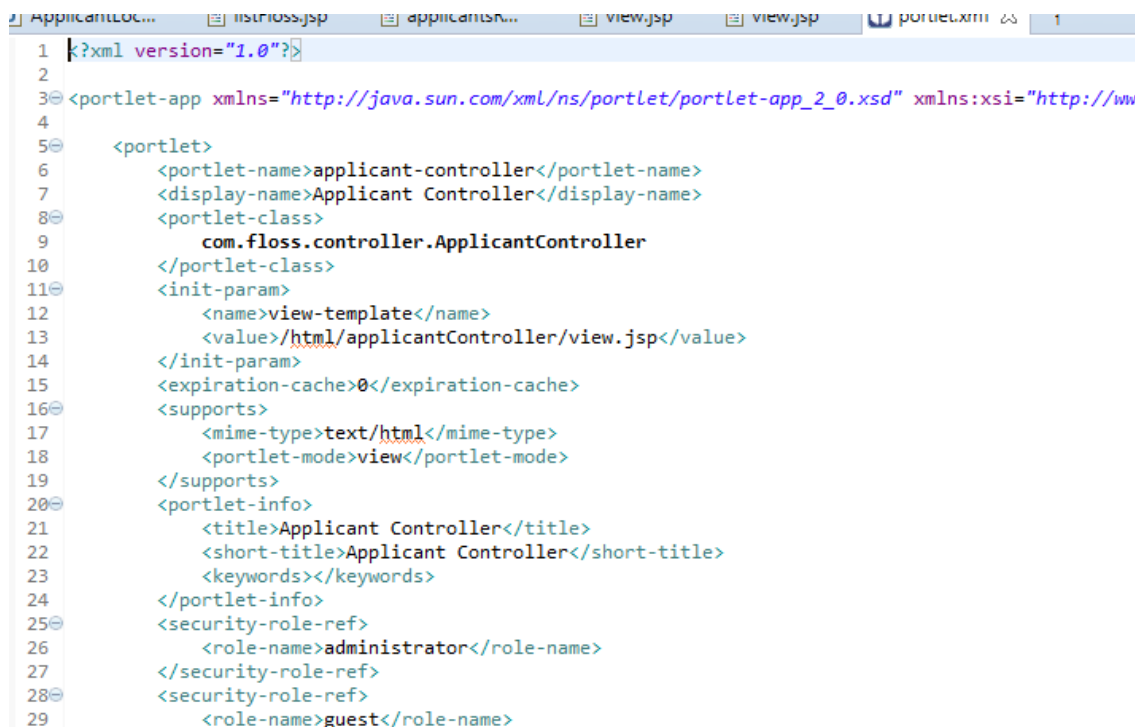 ApplicantLoc... listFloss.jsp applicantsR... view.jsp view.jsp portlet.xml
1 <?xml version="1.0"?>
2
3 <portlet-app xmlns="http://java.sun.com/xml/ns/portlet/portlet-app_2_0.xsd" xmlns:xsi="http://ww
4
5 <portlet>
6 <portlet-name>applicant-controller</portlet-name>
7 <display-name>Applicant Controller</display-name>
8 <portlet-class>
9 com.floss.controller.ApplicantController
10 </portlet-class>
11 <init-param>
12 <name>view-template</name>
13 <value>/html/applicantController/view.jsp</value>
14 </init-param>
15 <expiration-cache>0</expiration-cache>
16 <supports>
17 <mime-type>text/html</mime-type>
18 <portlet-mode>view</portlet-mode>
19 </supports>
20 <portlet-info>
21 <title>Applicant Controller</title>
22 <short-title>Applicant Controller</short-title>
23 <keywords></keywords>
24 </portlet-info>
25 <security-role-ref>
26 <role-name>administrator</role-name>
27 </security-role-ref>
28 <security-role-ref>
29 <role-name>guest</role-name>